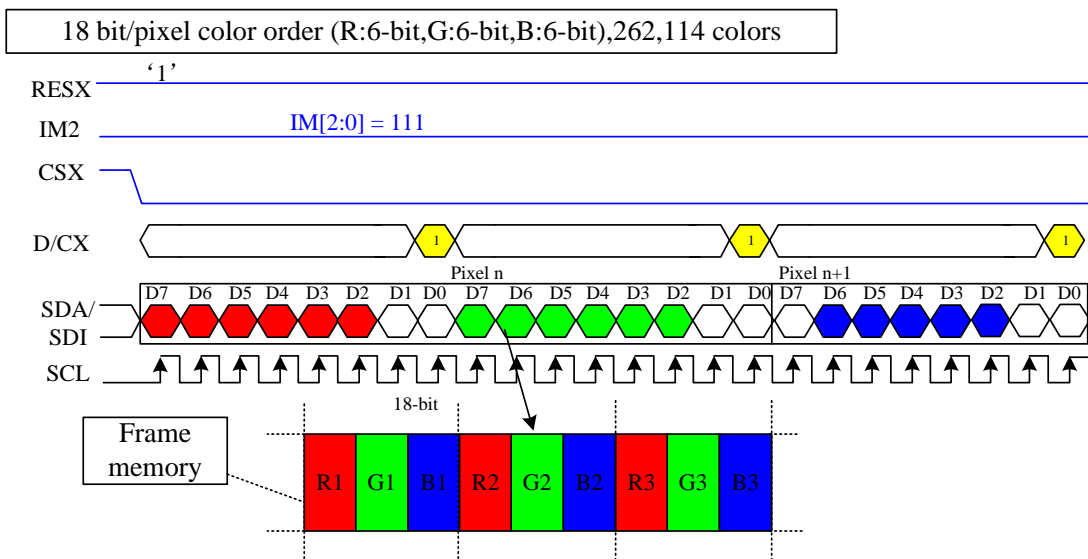 18 bit/pixel color order (R:6-bit,G:6-bit,B:6-bit),262,114 colors
‘1’
RESX
IM2
IM[2:0] = 111
CSX
D/CX
1
1
1
Pixel n
Pixel n+1
D7 D6 D5 D4 D3 D2 D1 D0 D7 D6 D5 D4 D3 D2 D1 D0 D7 D6 D5 D4 D3 D2 D1 D0
SDA/
SDI
SCL
18-bit
Frame
memory
R1 G1 B1 R2 G2 B2 R3 G3 B3